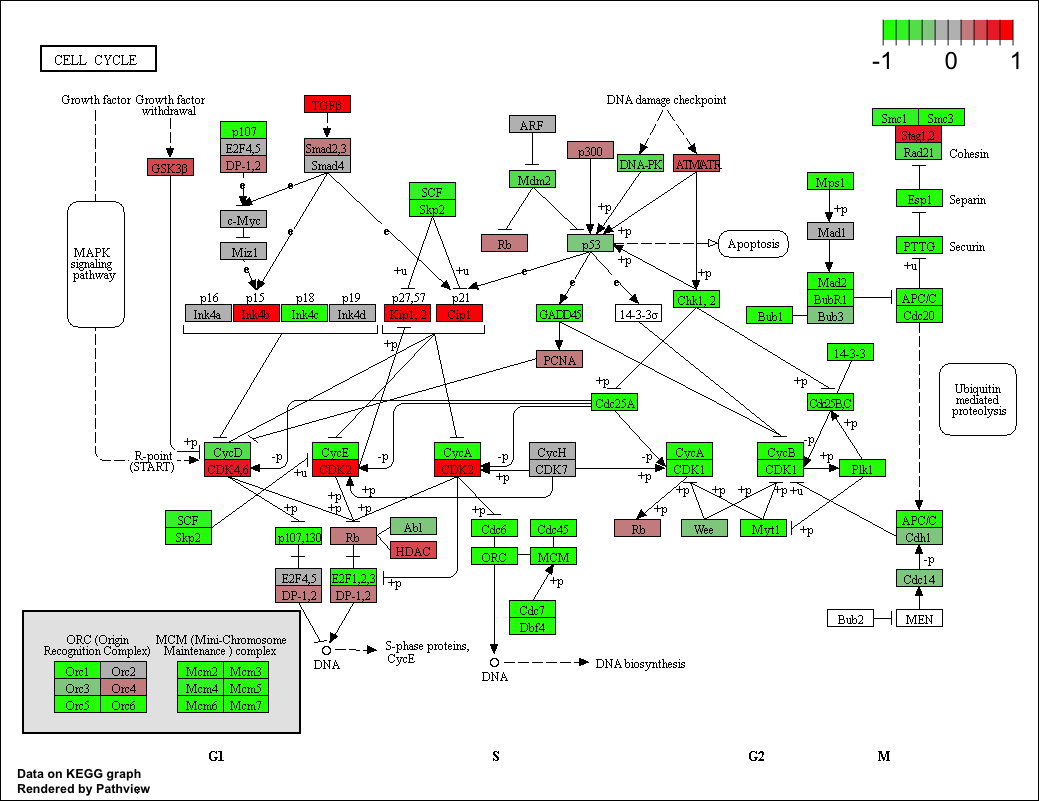 CELL CYCLE
-1 0 1
Growth factor
Growth factor
withdrawal
TGFβ
DNA damage checkpoint
GSK3β
p107
E2F4,5
DP-1,2
Smad2,3
Smad4
ARF
p300
DNA-PK
ATM/ATR
Mdm2
Smc1
Smc3
Stag1,2
Rad21
Cohesin
e
e
e
e
c-Myc
Miz1
SCF
Skp2
Rb
p53
+p
+p
+p
Apoptosis
Mps1
+p
Mad1
Esp1
Separin
PTTG
Securin
+u
MAPK
signaling
pathway
+u
+u
e
e
e
p16
p15
p18
p19
p27,57
p21
Ink4a
Ink4b
Ink4c
Ink4d
Kip1, 2
Cip1
GADD45
14-3-3σ
Chk1, 2
Mad2
BubR1
Bub3
Bub1
APC/C
Cdc20
+p
PCNA
14-3-3
Ubiquitin
mediated
proteolysis
+p
+p
Cdc25A
Cdc25B,C
R-point
(START)
+p
CycD
CDK4,6
-p
+u
CycE
CDK2
-p
CycA
CDK2
-p
+p
CycH
CDK7
+p
CycA
CDK1
CycB
CDK1
-p
+p
+p
Plk1
SCF
Skp2
+p
+p
+p
+p
+p
p107,130
Rb
Abl
HDAC
Cdc6
Cdc45
ORC
MCM
+p
Cdc7
Dbf4
+p
+p
+p
+p
+u
Rb
Wee
Myt1
+p
APC/C
Cdh1
-p
Cdc14
Bub2
MEN
E2F4,5
DP-1,2
E2F1,2,3
DP-1,2
+p
DNA
S-phase proteins,
CycE
DNA
DNA biosynthesis
ORC (Origin
Recognition Complex)
MCM (Mini-Chromosome
Maintenance ) complex
Orc1
Orc2
Mcm2
Mcm3
Orc3
Orc4
Mcm4
Mcm5
Orc5
Orc6
Mcm6
Mcm7
G1
S
G2
M
Data on KEGG graph
Rendered by Pathview